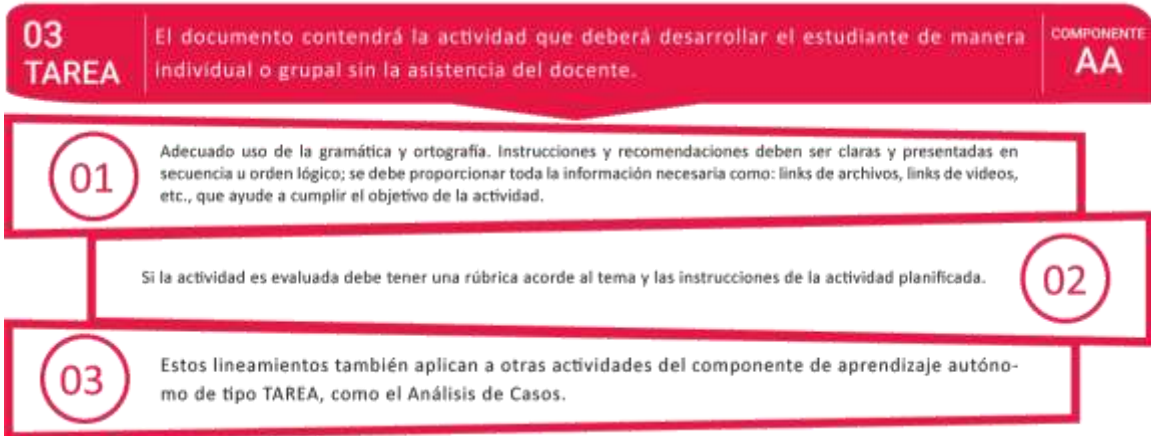 03
TAREA
El documento contendrá la actividad que deberá desarrollar el estudiante de manera
individual o grupal sin la asistencia del docente.
COMPONENTE
AA
01
Adecuado uso de la gramática y ortografía. Instrucciones y recomendaciones deben ser claras y presentadas en
secuencia u orden lógico; se debe proporcionar toda la información necesaria como: links de archivos, links de videos,
etc., que ayude a cumplir el objetivo de la actividad.
Si la actividad es evaluada debe tener una rúbrica acorde al tema y las instrucciones de la actividad planificada.
02
03
Estos lineamientos también aplican a otras actividades del componente de aprendizaje autóno-
mo de tipo TAREA, como el Análisis de Casos.